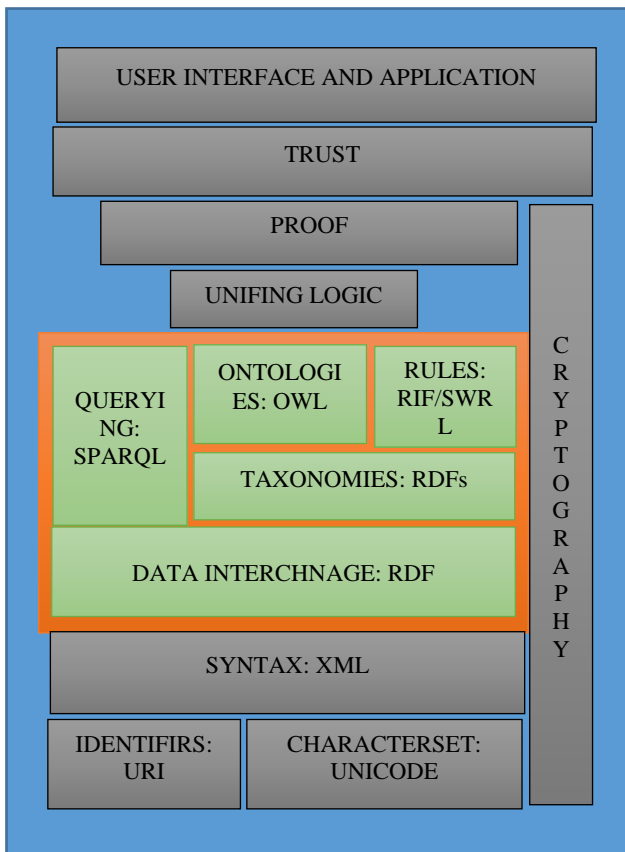 USER INTERFACE AND APPLICATION
TRUST
PROOF
UNIFING LOGIC
QUERYI
NG:
SPARQL
ONTOLOGI
ES: OWL
RULES:
RIF/SWR
L
TAXONOMIES: RDFs
DATA INTERCHNAGE: RDF
SYNTAX: XML
IDENTIFIRS:
URI
CHARACTERSET:
UNICODE
C
R
Y
P
T
O
G
R
A
P
H
Y